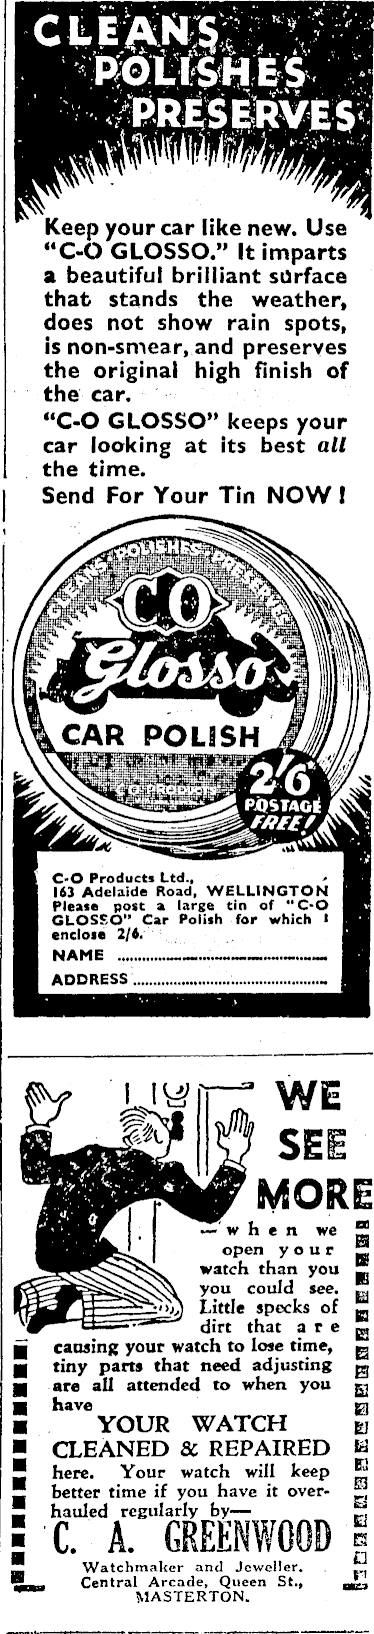 CLEANS
POLISHES
PRESERVES
Keep your car like new. Use
"C-O GLOSSO." It imparts
a beautiful brilliant surface
that stands the weather,
does not show rain spots,
is non-smear, and preserves
the original high finish of
the car.
"C-O GLOSSO" keeps your
car looking at its best all
the time.
Send For Your Tin NOW!
CLEANS-POLISHES-PRESERVES
CO
Glosso
CAR POLISH
C-O PRODUCT
2/6
POSTAGE
FREE!
C-O Products Ltd.,
163 Adelaide Road, WELLINGTON
Please post a large tin of "C-O
GLOSSO" Car Polish for which I
enclose 2/6.
NAME
ADDRESS
WE
SEE
MORE
—when we
open your
watch than you
you could see.
Little specks of
dirt that are
causing your watch to lose time,
tiny parts that need adjusting
are all attended to when you
have
YOUR WATCH
CLEANED & REPAIRED
here. Your watch will keep
better time if you have it over-
hauled regularly by—
C. A. GREENWOOD
Watchmaker and Jeweller.
Central Arcade, Queen St.,
MASTERTON.